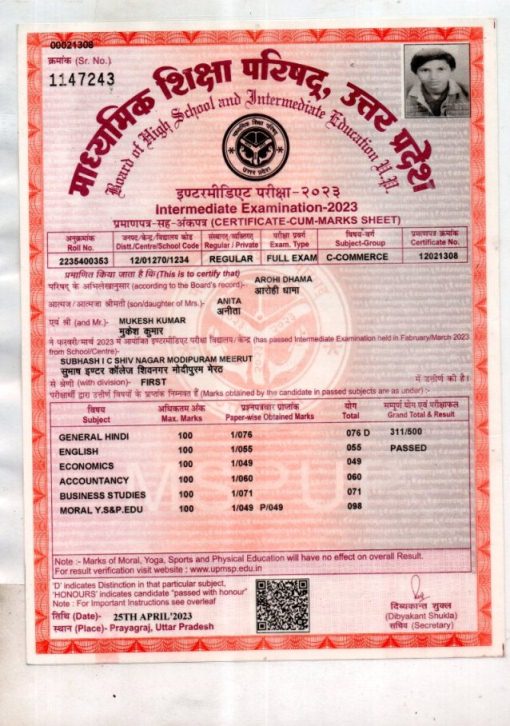 00021308
क्रमांक (Sr. No.)
1147243
माध्यमिक शिक्षा परिषद्, उत्तर प्रदेश
Board of High School and Intermediate Education U.P.
इण्टरमीडिएट परीक्षा-२०२३
Intermediate Examination-2023
प्रमाणपत्र-सह-अंकपत्र (CERTIFICATE-CUM-MARKS SHEET)
अनुक्रमांक जनपद/केन्द्र/विद्यालय कोड संस्थागत/व्यक्तिगत परीक्षा प्रकार विषय-वर्ग प्रमाणपत्र क्रमांक
Roll No. Distt./Centre/School Code Regular / Private Exam. Type Subject-Group Certificate No.
2235400353 12/01270/1234 REGULAR FULL EXAM C-COMMERCE 12021308
प्रमाणित किया जाता है कि (This is to certify that)
परिषद के अभिलेखानुसार (according to the Board's record)- AROHI DHAMA
आरोही धामा
आत्मज/आत्मजा श्रीमती (son/daughter of Mrs.)- ANITA
अनीता
एवं श्री (and Mr.)- MUKESH KUMAR
मुकेश कुमार
ने फरवरी/मार्च 2023 में आयोजित इण्टरमीडिएट परीक्षा विद्यालय/केन्द्र (has passed Intermediate Examination held in February/March 2023
from School/Centre)-
SUBHASH I C SHIV NAGAR MODIPURAM MEERUT
सुभाष इण्टर कॉलेज शिवनगर मोदीपुरम मेरठ
से श्रेणी (with division)- FIRST में उत्तीर्ण की है।
परीक्षार्थी द्वारा उत्तीर्ण विषयों के प्राप्तांक निम्नवत हैं (Marks obtained by the candidate in passed subjects are as under) :-
विषय अधिकतम अंक प्रश्नपत्रवार प्राप्तांक योग सम्पूर्ण योग एवं परीक्षाफल
Subject Max. Marks Paper-wise Obtained Marks Total Grand Total & Result
GENERAL HINDI 100 1/076 076 D 311/500
ENGLISH 100 1/055 055 PASSED
ECONOMICS 100 1/049 049
ACCOUNTANCY 100 1/060 060
BUSINESS STUDIES 100 1/071 071
MORAL Y.S&P.EDU 100 1/049 P/049 098
Note :- Marks of Moral, Yoga, Sports and Physical Education will have no effect on overall Result.
For result verification visit website : www.upmsp.edu.in
'D' indicates Distinction in that particular subject.
'HONOURS' indicates candidate "passed with honour"
Note : For Important Instructions see overleaf
तिथि (Date)- 25TH APRIL'2023
स्थान (Place)- Prayagraj, Uttar Pradesh
दिब्यकान्त शुक्ल
(Dibyakant Shukla)
सचिव (Secretary)